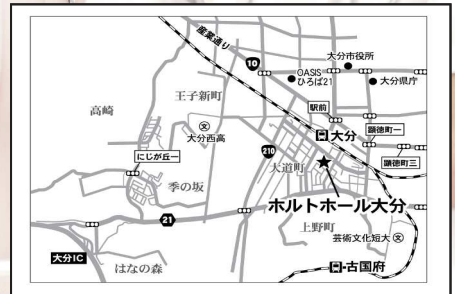 産業通り
10
大分市役所
OASIS
ひろば21
大分県庁
高崎
王子新町
駅前
大分西高
大分
顕徳町一
にじが丘一
210
大道町
顕徳町三
季の坂
ホルトホール大分
21
上野町
芸術文化短大
大分IC
はなの森
古国府